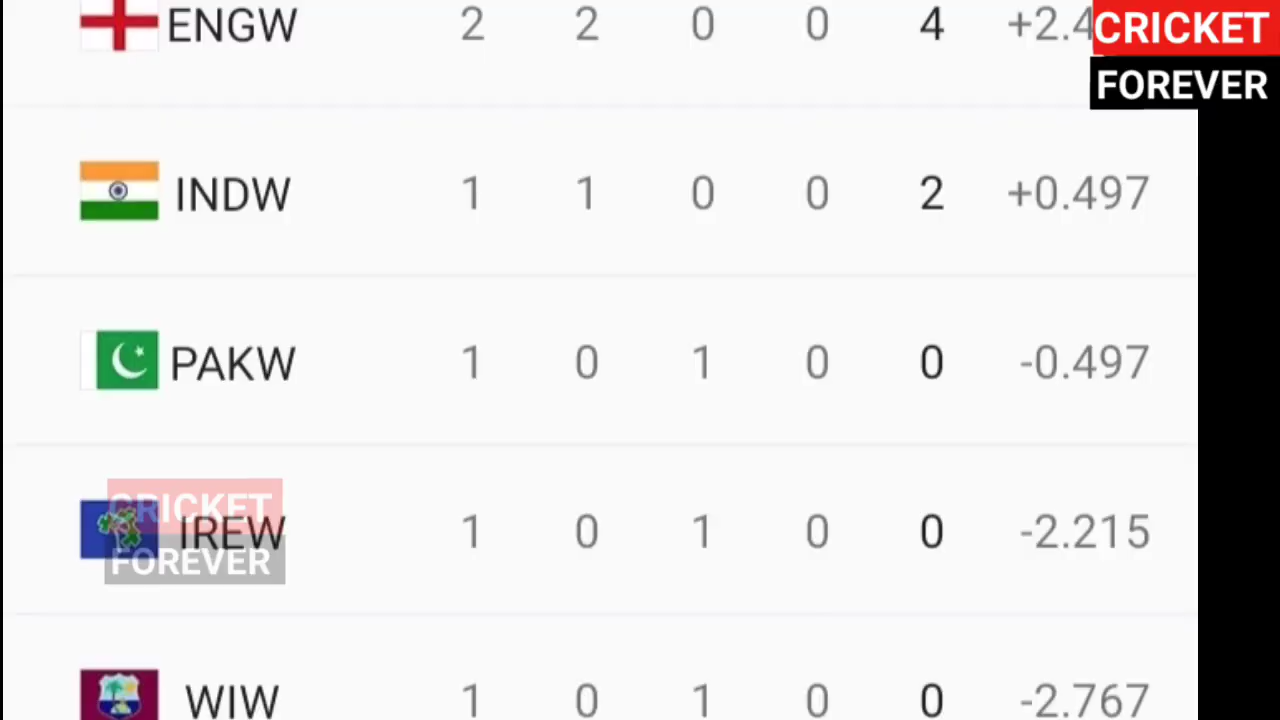 ENGW 2 2 0 0 4 +2.4
CRICKET
FOREVER
INDW 1 1 0 0 2 +0.497
PAKW 1 0 1 0 0 -0.497
CRICKET
IREW 1 0 1 0 0 -2.215
FOREVER
WIW 1 0 1 0 0 -2.767